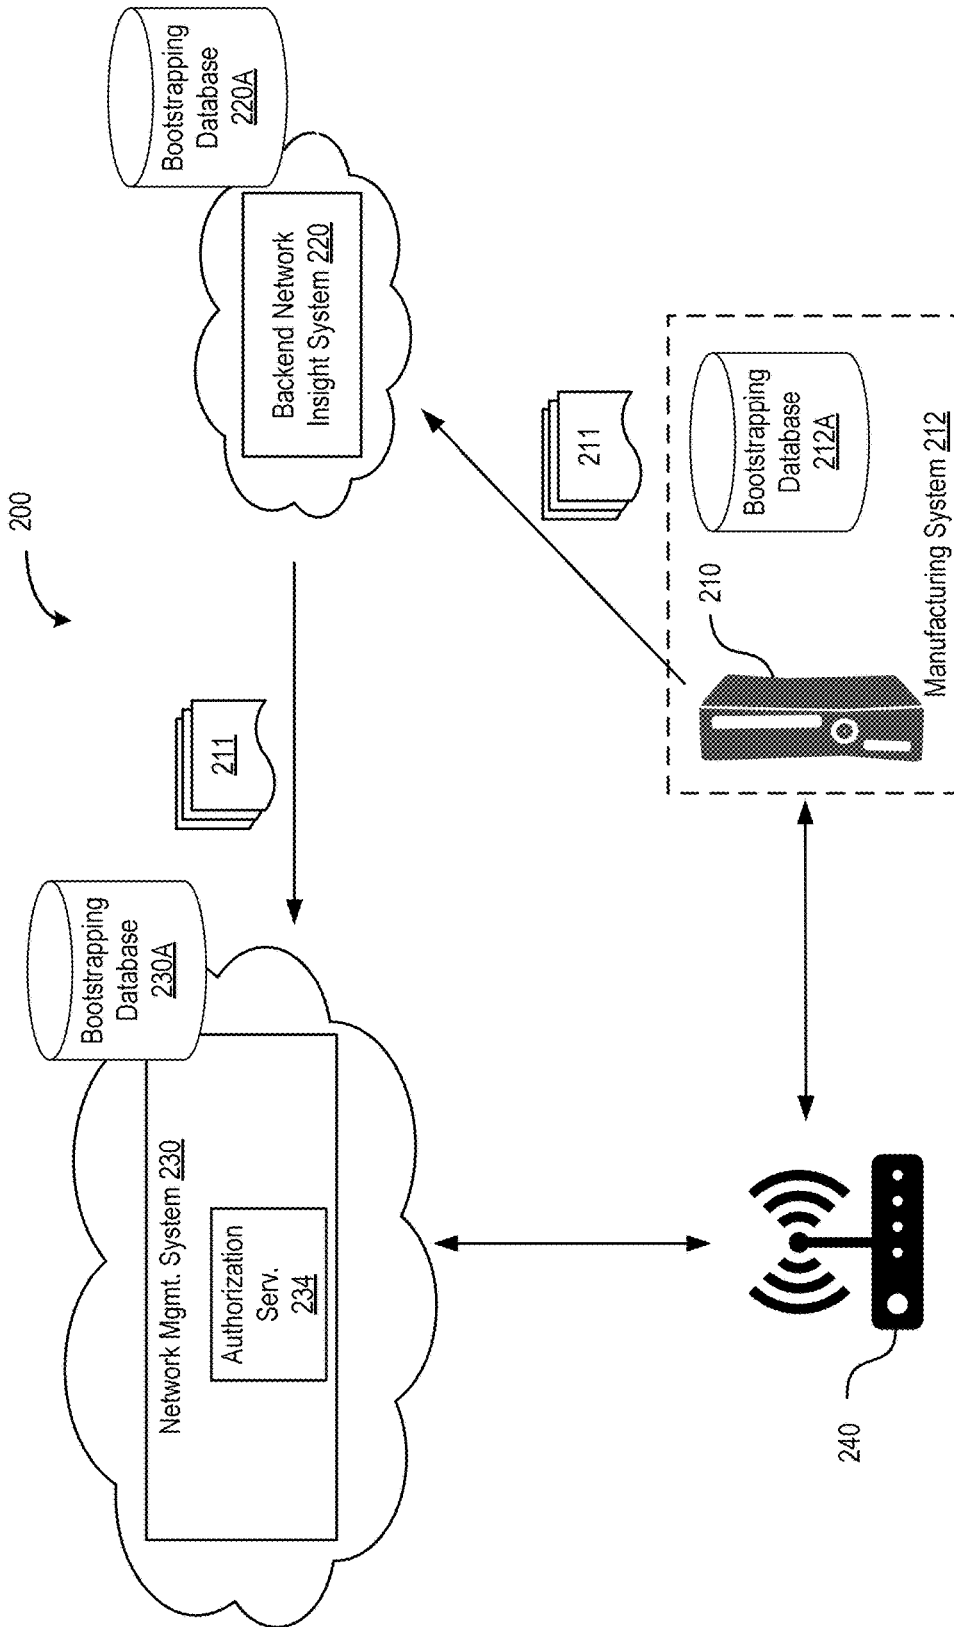 200
Bootstrapping
Database
230A
Network Mgmt. System 230
Authorization
Serv.
234
211
Bootstrapping
Database
220A
Backend Network
Insight System 220
211
240
210
Bootstrapping
Database
212A
Manufacturing System 212